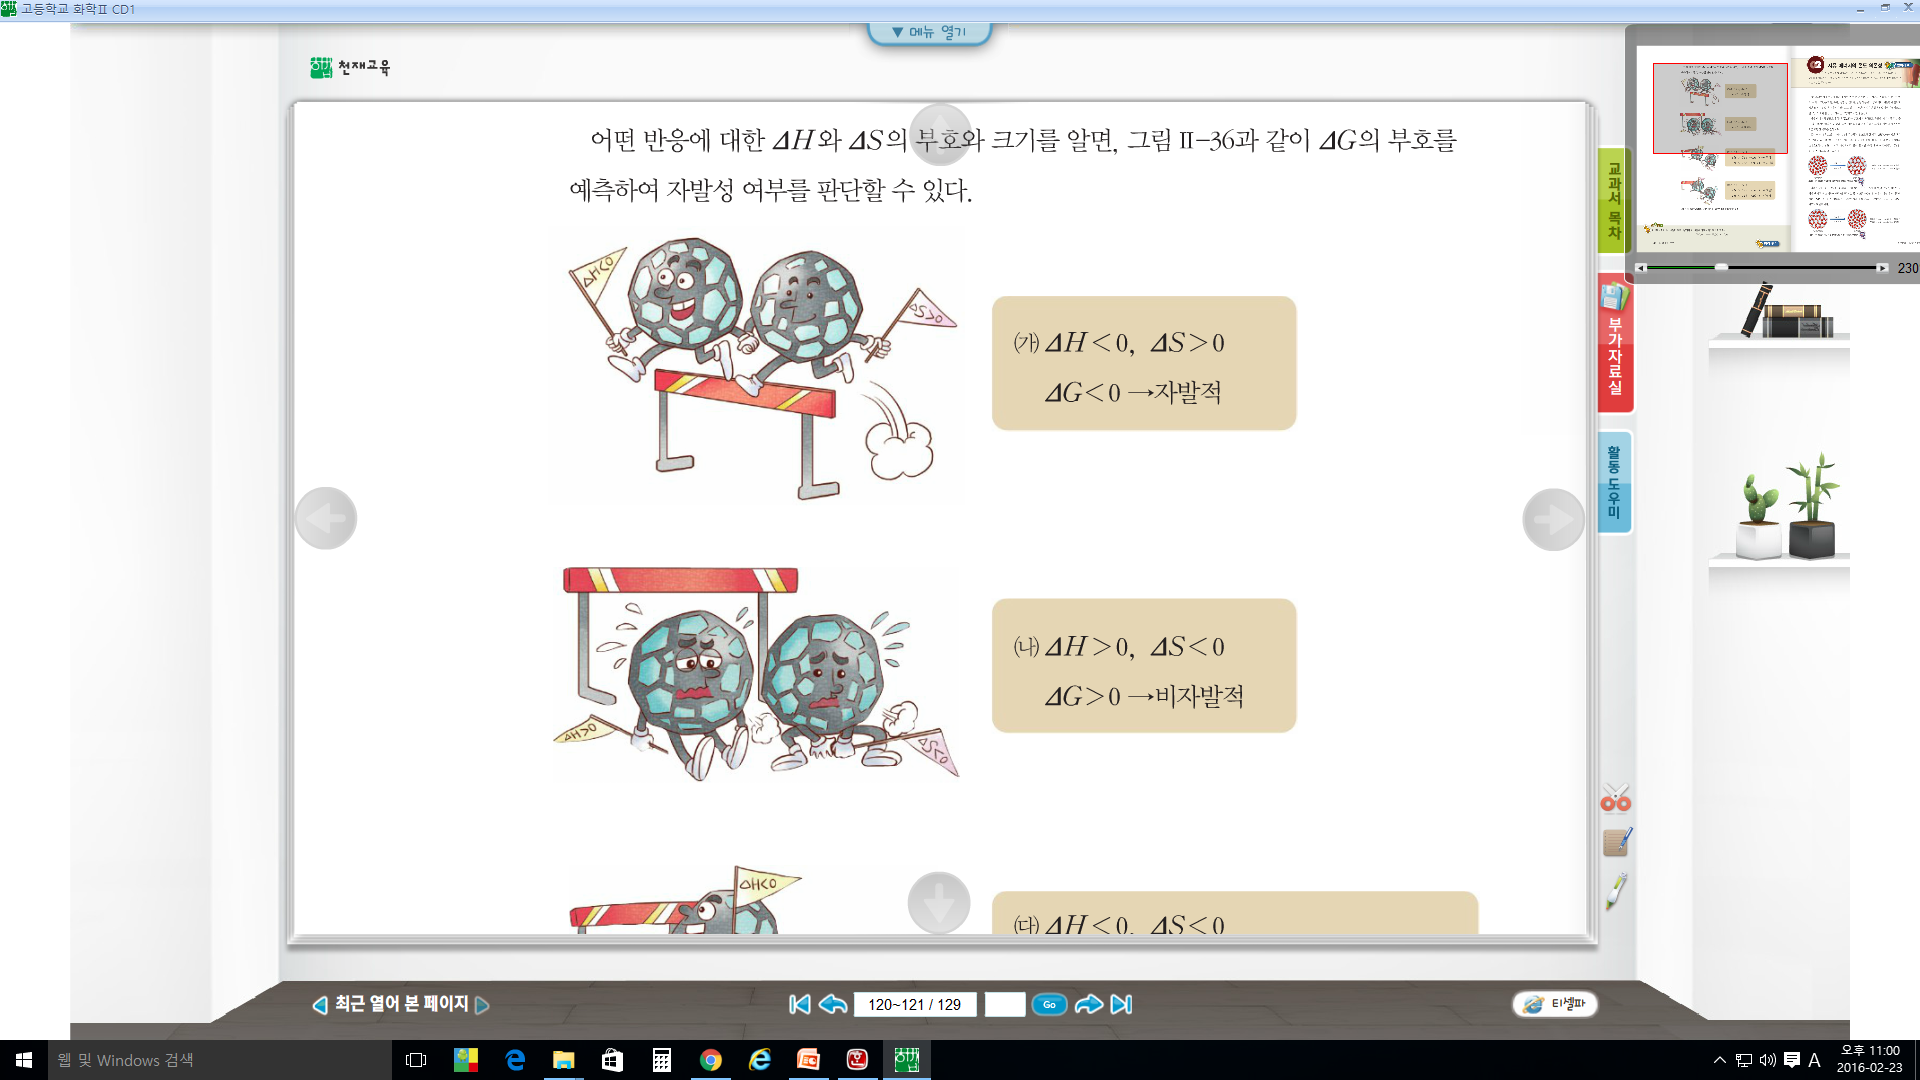 고등학교 화학Ⅱ CD1
▼ 메뉴 열기
천재교육
어떤 반응에 대한 ΔH와 ΔS의 부호와 크기를 알면, 그림 Ⅱ-36과 같이 ΔG의 부호를
예측하여 자발성 여부를 판단할 수 있다.
ΔH<0
ΔS>0
㈎ ΔH<0, ΔS>0
ΔG<0 →자발적
ΔH>0
ΔS<0
㈏ ΔH>0, ΔS<0
ΔG>0 →비자발적
ΔH<0
㈐ ΔH<0, ΔS<0
교과서 목차
부가자료실
활동 도우미
230
최근 열어 본 페이지
120~121 / 129
Go
티셀파
웹 및 Windows 검색
A
오후 11:00
2016-02-23